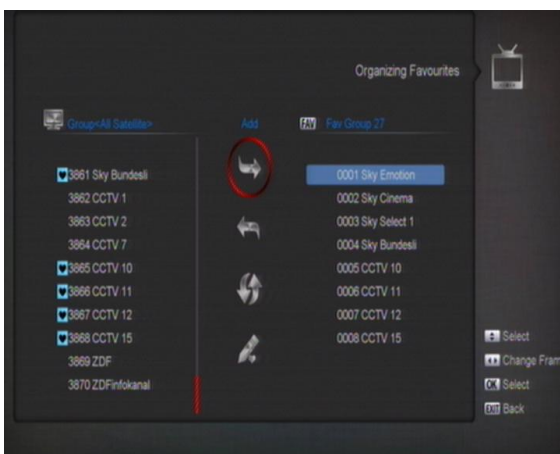 Organizing Favourites
Group<All Satellite>
Add
FAV Fav Group 27
3861 Sky Bundesli
3862 CCTV 1
3863 CCTV 2
3864 CCTV 7
3865 CCTV 10
3866 CCTV 11
3867 CCTV 12
3868 CCTV 15
3869 ZDF
3870 ZDFinfokanal
0001 Sky Emotion
0002 Sky Cinema
0003 Sky Select 1
0004 Sky Bundesli
0005 CCTV 10
0006 CCTV 11
0007 CCTV 12
0008 CCTV 15
Select
Change Fram
OK Select
EXIT Back